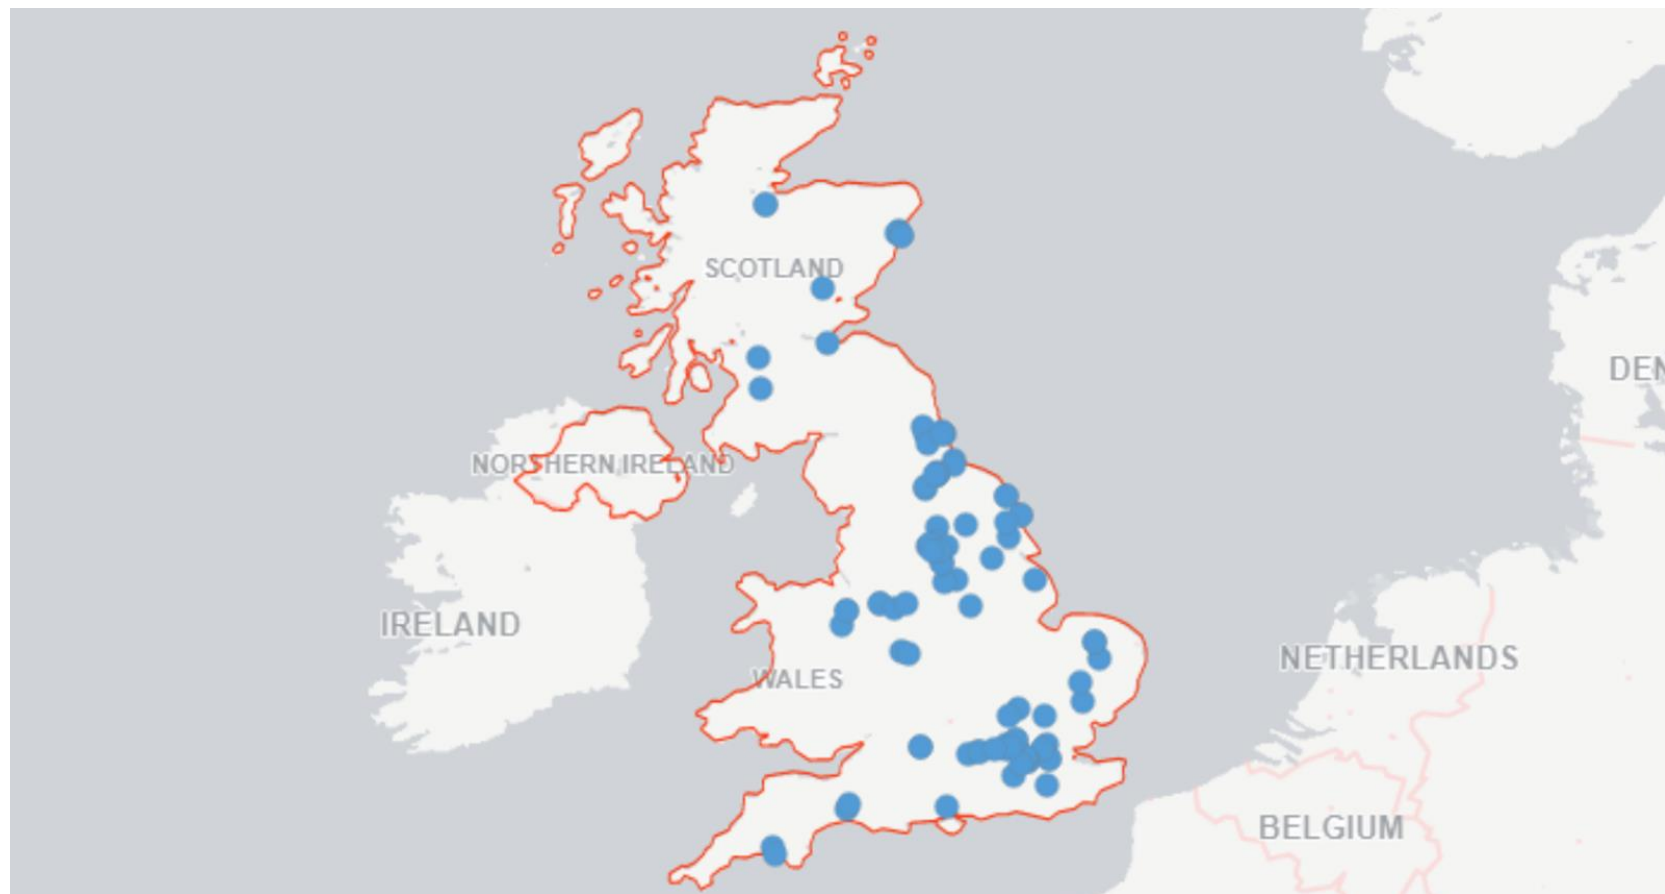 SCOTLAND
DEN
NORTHERN IRELAND
IRELAND
NETHERLANDS
WALES
BELGIUM